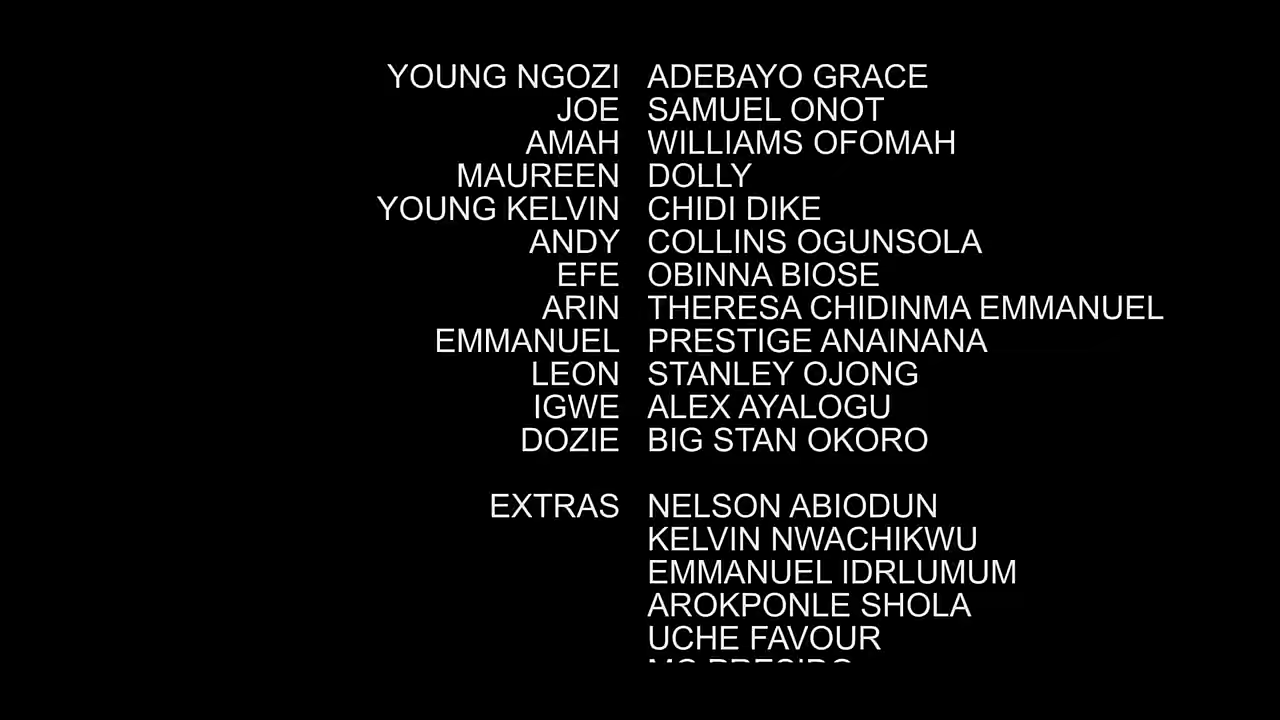 YOUNG NGOZI ADEBAYO GRACE
JOE SAMUEL ONOT
AMAH WILLIAMS OFOMAH
MAUREEN DOLLY
YOUNG KELVIN CHIDI DIKE
ANDY COLLINS OGUNSOLA
EFE OBINNA BIOSE
ARIN THERESA CHIDINMA EMMANUEL
EMMANUEL PRESTIGE ANAINANA
LEON STANLEY OJONG
IGWE ALEX AYALOGU
DOZIE BIG STAN OKORO
EXTRAS NELSON ABIODUN
KELVIN NWACHIKWU
EMMANUEL IDRLUMUM
AROKPONLE SHOLA
UCHE FAVOUR